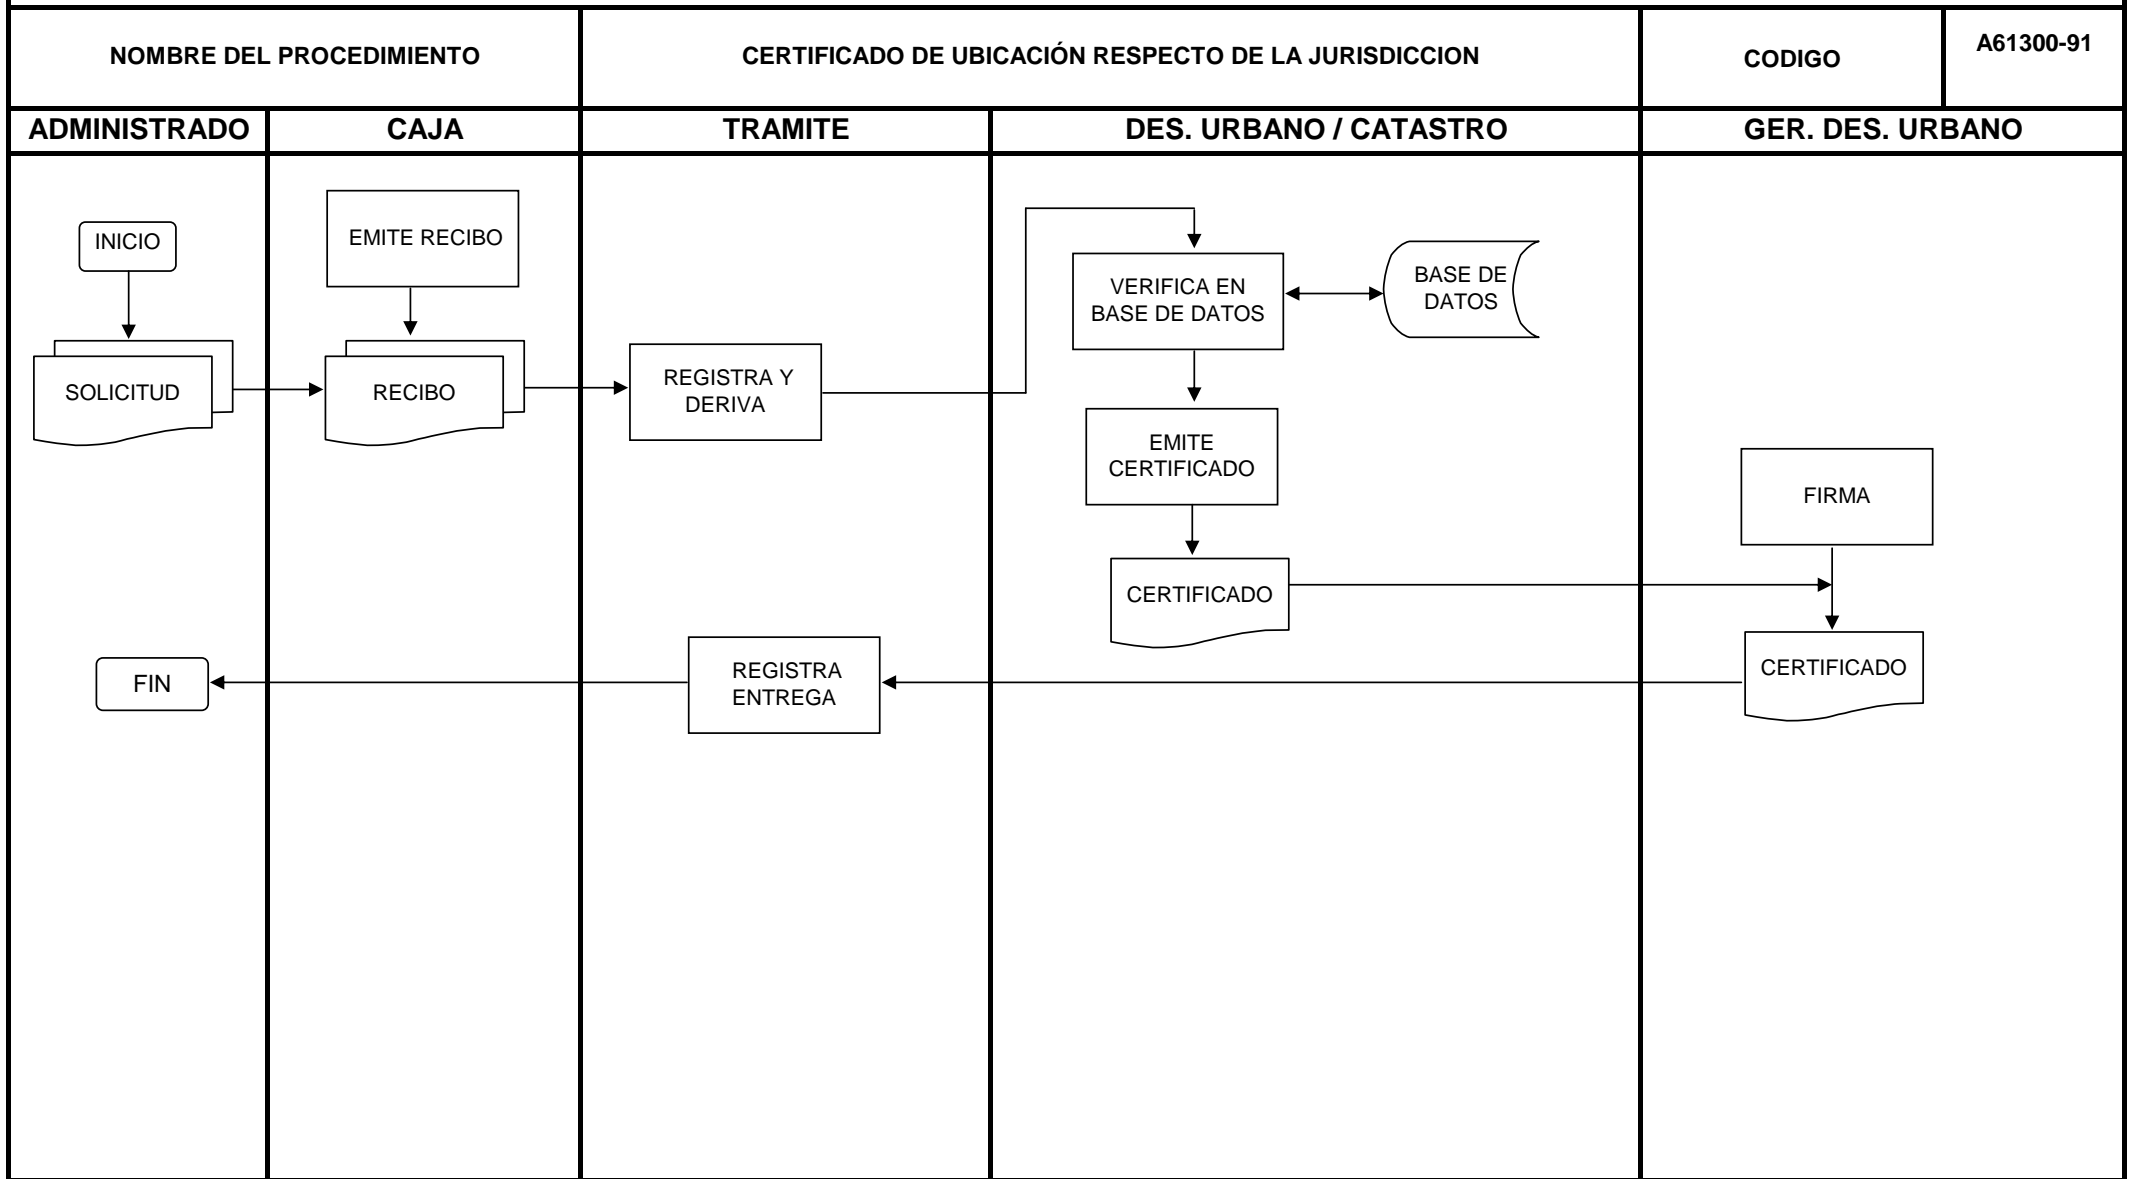 NOMBRE DEL PROCEDIMIENTO
CERTIFICADO DE UBICACIÓN RESPECTO DE LA JURISDICCION
CODIGO
A61300-91
ADMINISTRADO
CAJA
TRAMITE
DES. URBANO / CATASTRO
GER. DES. URBANO
INICIO
SOLICITUD
EMITE RECIBO
RECIBO
REGISTRA Y
DERIVA
VERIFICA EN
BASE DE DATOS
BASE DE
DATOS
EMITE
CERTIFICADO
CERTIFICADO
FIRMA
CERTIFICADO
REGISTRA
ENTREGA
FIN